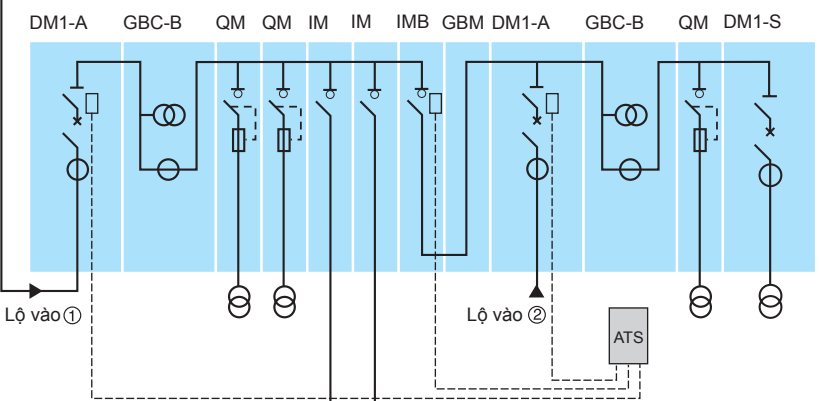 DM1-A GBC-B QM QM IM IM IMB GBM DM1-A GBC-B QM DM1-S
Lộ vào ①
Lộ vào ②
ATS